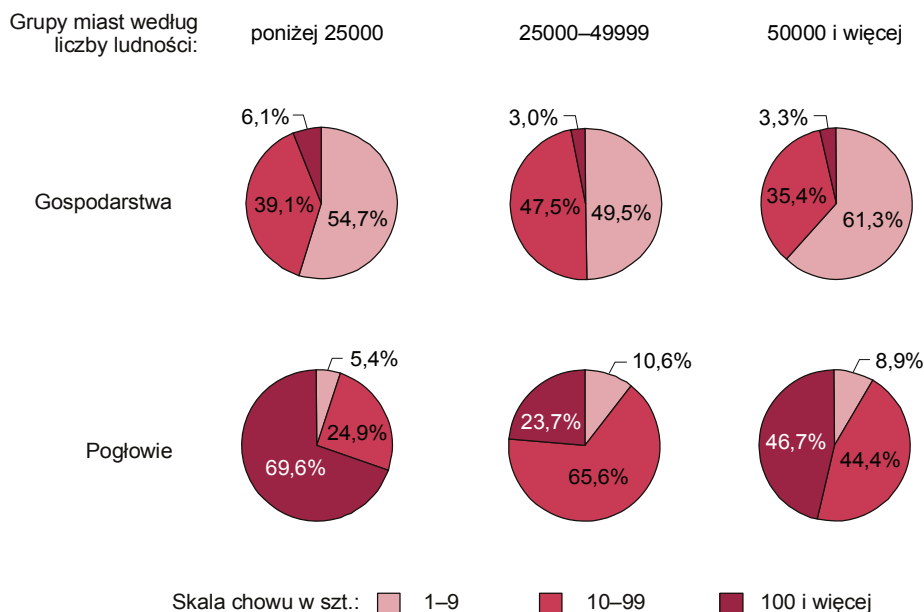 Grupy miast według
liczby ludności:
poniżej 25000
25000–49999
50000 i więcej
Gospodarstwa
6,1%
39,1%
54,7%
3,0%
47,5%
49,5%
3,3%
35,4%
61,3%
Pogłowie
5,4%
24,9%
69,6%
10,6%
23,7%
65,6%
8,9%
46,7%
44,4%
Skala chowu w szt.: 1–9 10–99 100 i więcej